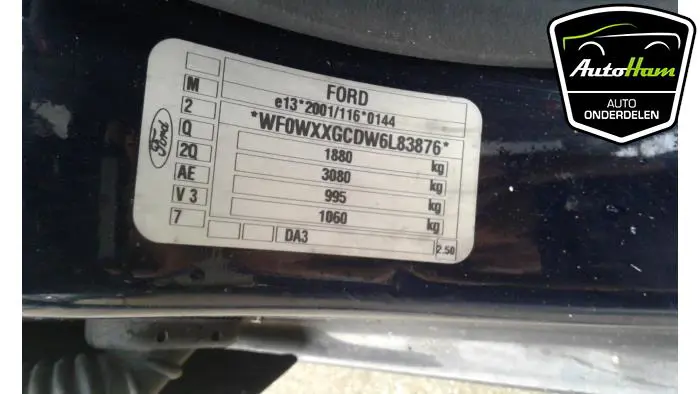 FORD
e13*2001/116*0144
*WF0WXXGCDW6L83876*
1880 kg
3080 kg
995 kg
1060 kg
DA3
2.50
M
2
Q
2Q
AE
V 3
7
Ford
AutoHam
AUTO
ONDERDELEN